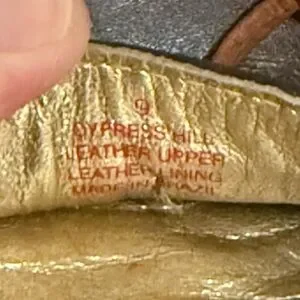 9
CYPRESS HILL
LEATHER UPPER
LEATHER LINING
MADE IN BRAZIL